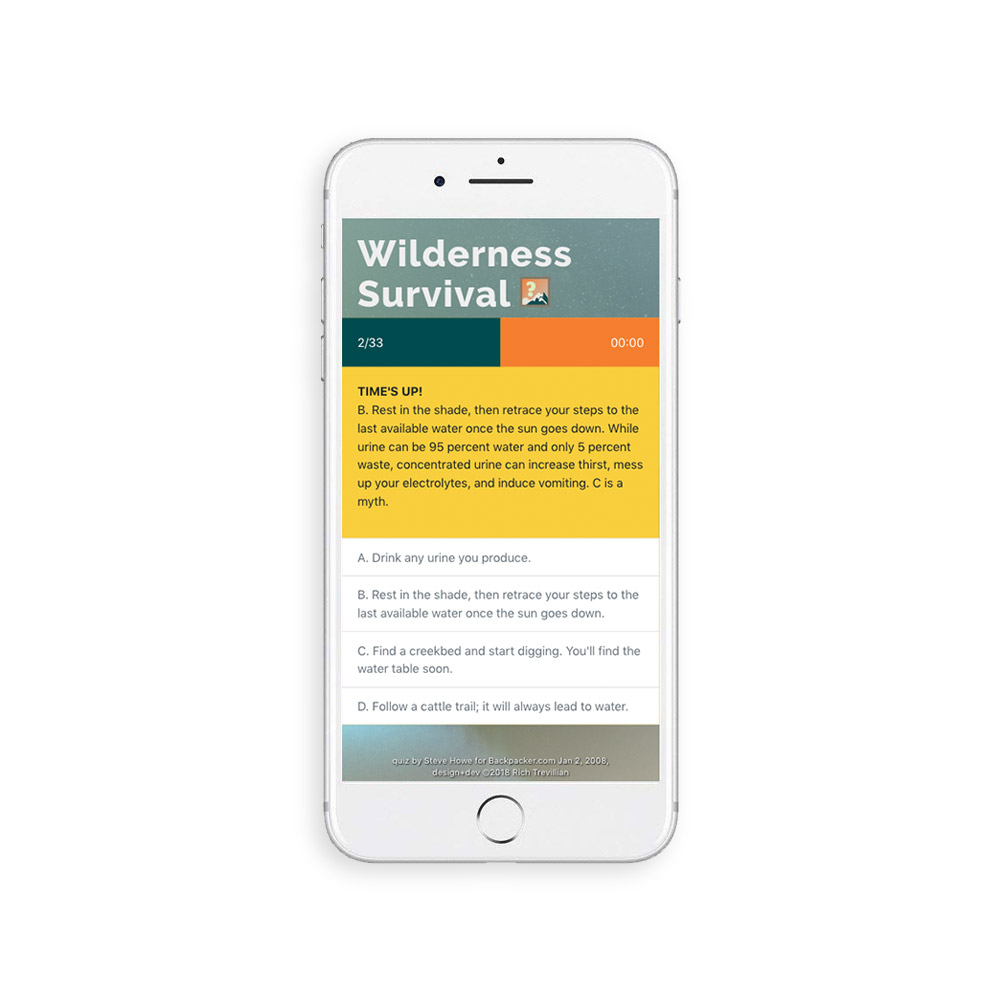 Wilderness
Survival
2/33
00:00
TIME'S UP!
B. Rest in the shade, then retrace your steps to the
last available water once the sun goes down. While
urine can be 95 percent water and only 5 percent
waste, concentrated urine can increase thirst, mess
up your electrolytes, and induce vomiting. C is a
myth.
A. Drink any urine you produce.
B. Rest in the shade, then retrace your steps to the
last available water once the sun goes down.
C. Find a creekbed and start digging. You'll find the
water table soon.
D. Follow a cattle trail; it will always lead to water.
quiz by Steve Howe for Backpacker.com Jan 2, 2008,
design+dev ©2018 Rich Trevillian